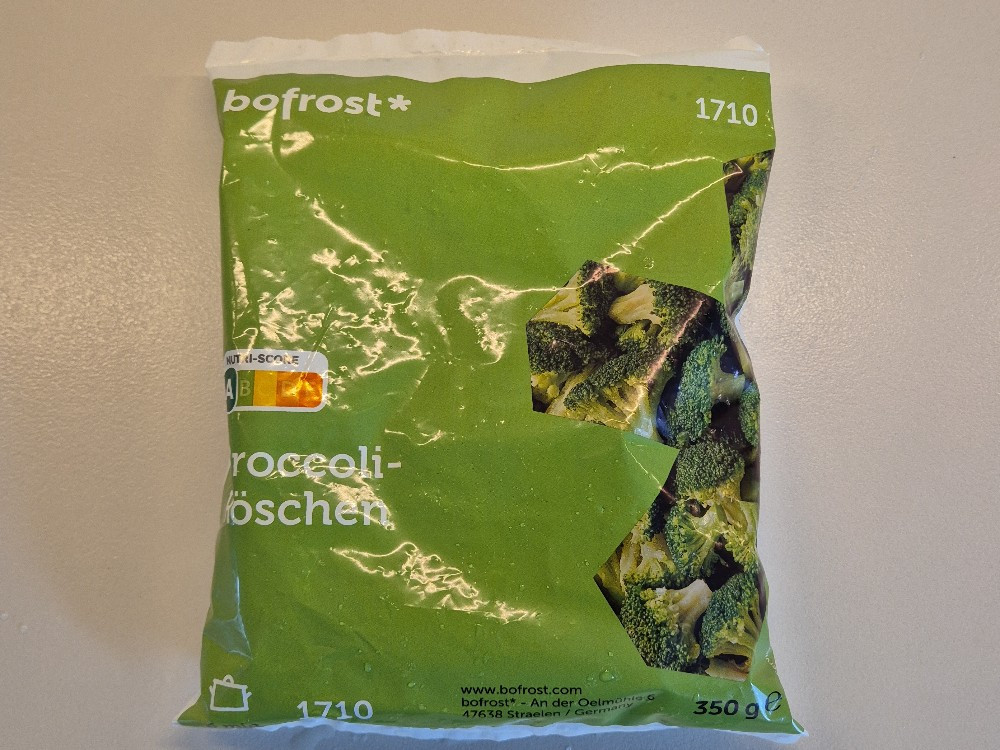 bofrost*
1710
NUTRI-SCORE
A B D
roccoli-
öschen
1710
www.bofrost.com
bofrost* - An der Oelmühle 6
47638 Straelen / Germany
350 g e